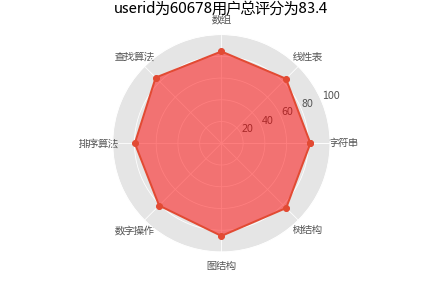 userid为60678用户总评分为83.4
数组
查找算法
线性表
100
80
60
40
20
排序算法
字符串
数字操作
树结构
图结构